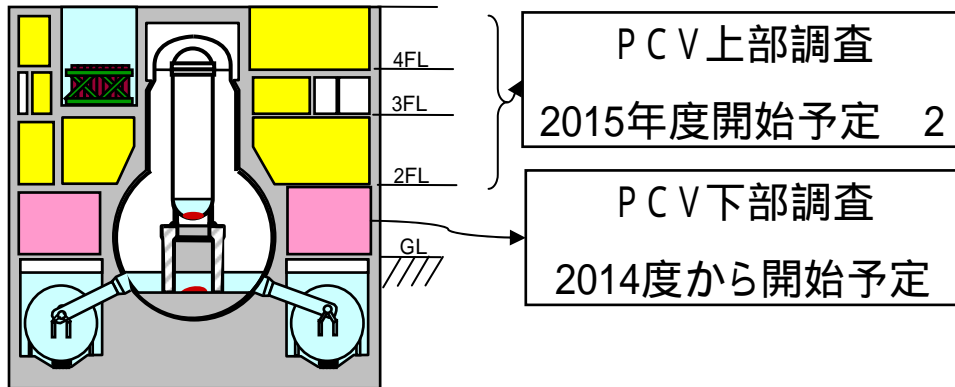 4FL
3FL
2FL
GL
PCV上部調査
2015年度開始予定　2
PCV下部調査
2014度から開始予定